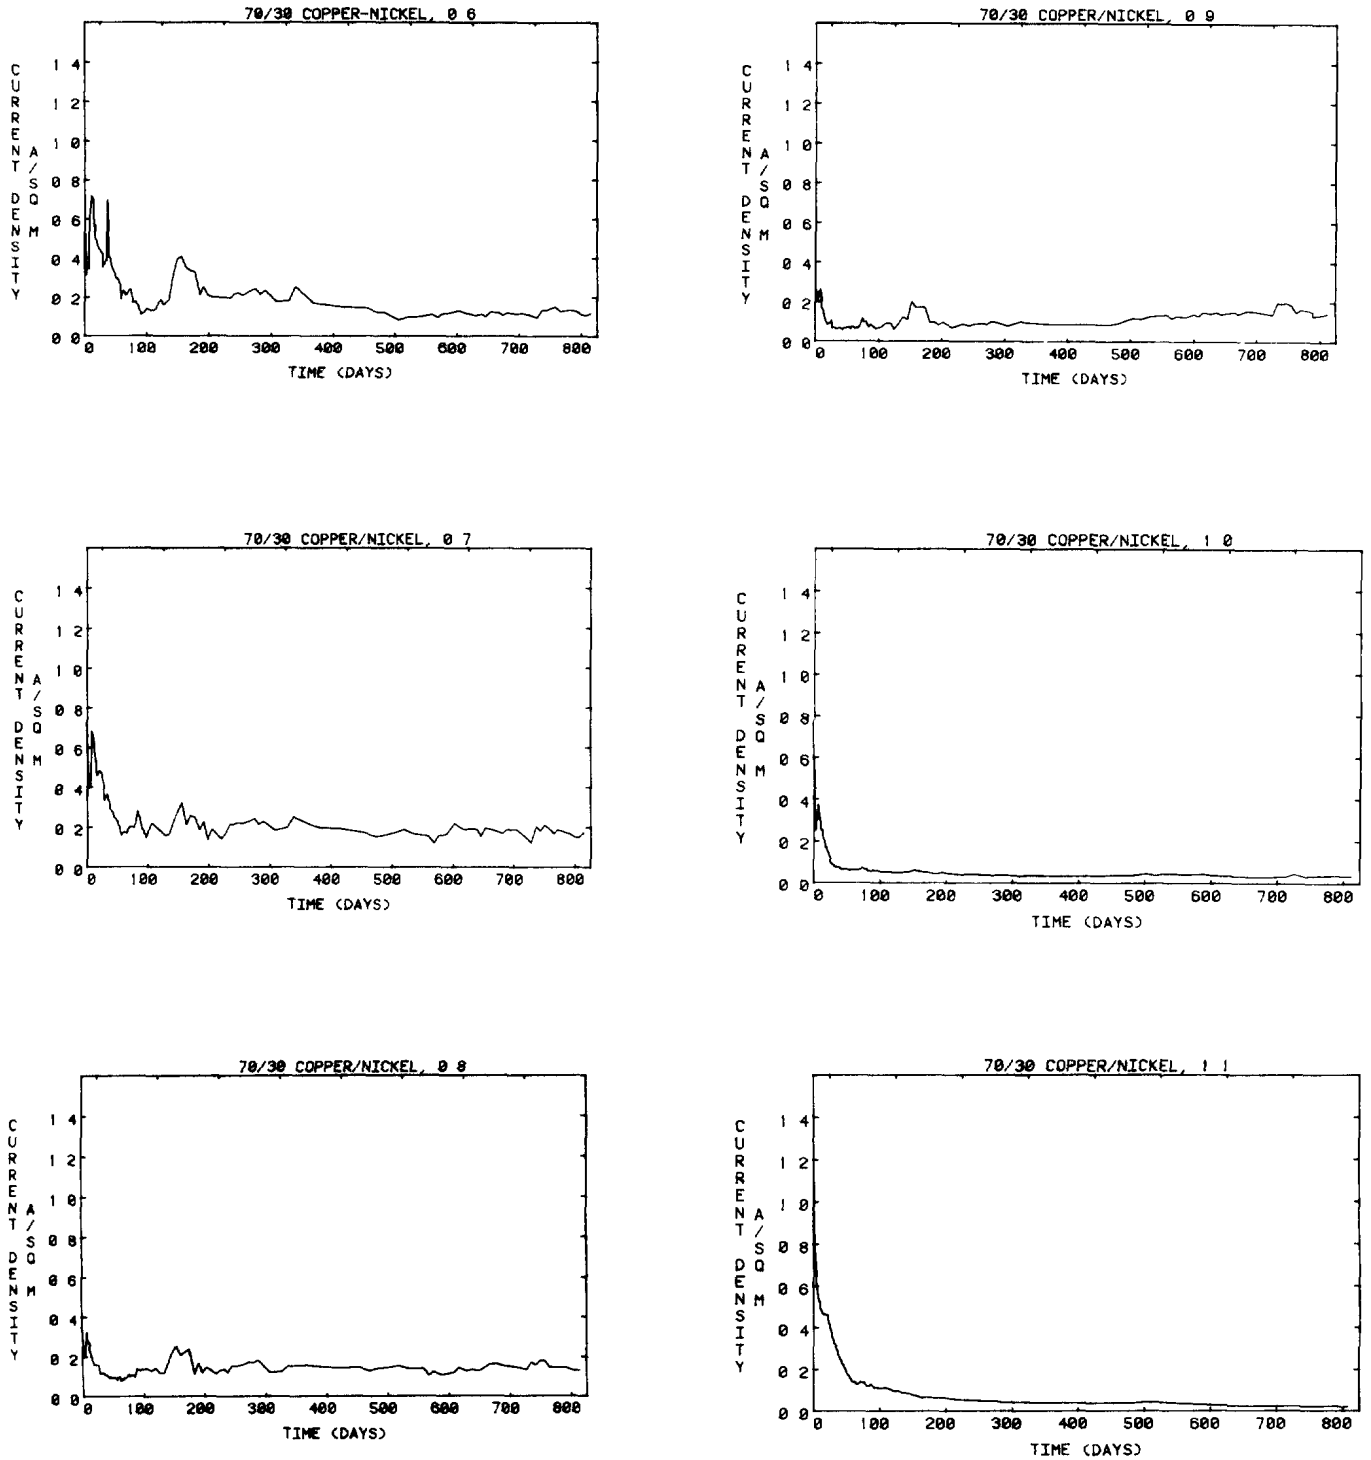 70/30 COPPER-NICKEL, 0 6
CURRENT DENSITY
A/SQ M
1 4
1 2
1 0
0 8
0 6
0 4
0 2
0 0
0 100 200 300 400 500 600 700 800
TIME (DAYS)
70/30 COPPER/NICKEL, 0 9
CURRENT DENSITY
A/SQ M
1 4
1 2
1 0
0 8
0 6
0 4
0 2
0 0
0 100 200 300 400 500 600 700 800
TIME (DAYS)
70/30 COPPER/NICKEL, 0 7
CURRENT DENSITY
A/SQ M
1 4
1 2
1 0
0 8
0 6
0 4
0 2
0 0
0 100 200 300 400 500 600 700 800
TIME (DAYS)
70/30 COPPER/NICKEL, 1 0
CURRENT DENSITY
A/SQ M
1 4
1 2
1 0
0 8
0 6
0 4
0 2
0 0
0 100 200 300 400 500 600 700 800
TIME (DAYS)
70/30 COPPER/NICKEL, 0 8
CURRENT DENSITY
A/SQ M
1 4
1 2
1 0
0 8
0 6
0 4
0 2
0 0
0 100 200 300 400 500 600 700 800
TIME (DAYS)
70/30 COPPER/NICKEL, 1 1
CURRENT DENSITY
A/SQ M
1 4
1 2
1 0
0 8
0 6
0 4
0 2
0 0
0 100 200 300 400 500 600 700 800
TIME (DAYS)